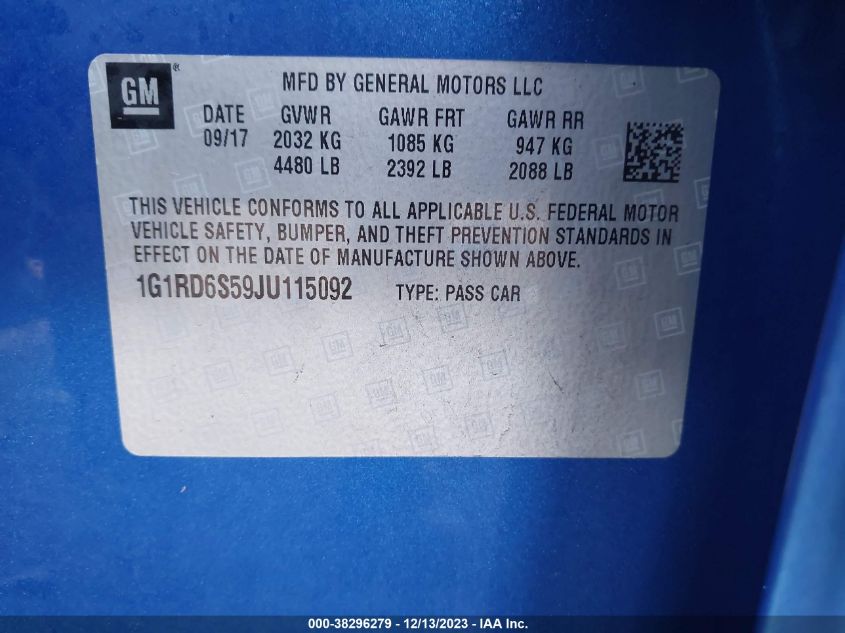 GM®
MFD BY GENERAL MOTORS LLC
DATE GVWR GAWR FRT GAWR RR
09/17 2032 KG 1085 KG 947 KG
4480 LB 2392 LB 2088 LB
THIS VEHICLE CONFORMS TO ALL APPLICABLE U.S. FEDERAL MOTOR
VEHICLE SAFETY, BUMPER, AND THEFT PREVENTION STANDARDS IN
EFFECT ON THE DATE OF MANUFACTURE SHOWN ABOVE.
1G1RD6S59JU115092 TYPE: PASS CAR
000-38296279 - 12/13/2023 - IAA Inc.